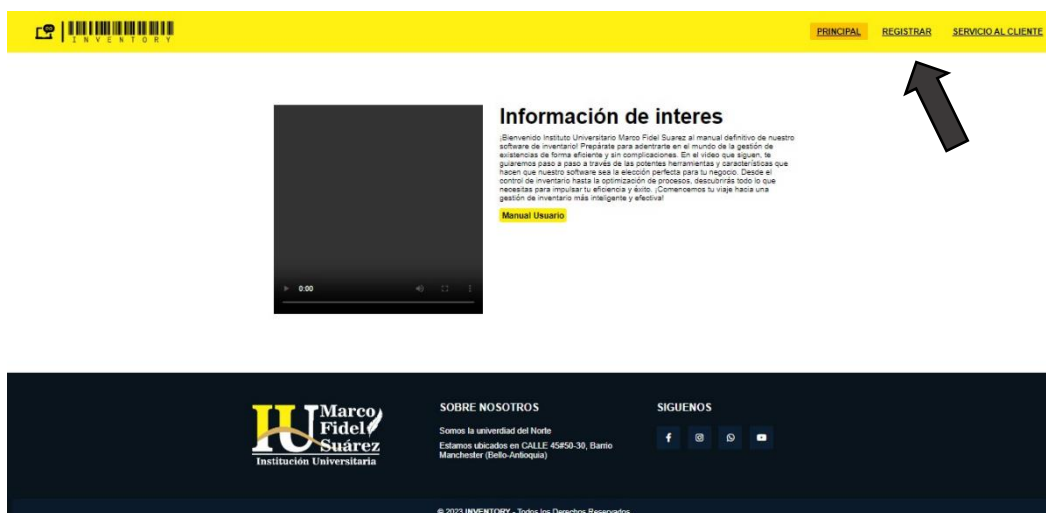 INVENTORY
PRINCIPAL REGISTRAR SERVICIO AL CLIENTE
Información de interes
¡Bienvenido Instituto Universitario Marco Fidel Suarez al manual definitivo de nuestro
software de inventario! Prepárate para adentrarte en el mundo de la gestión de
existencias de forma eficiente y sin complicaciones. En el video que siguen, te
guiaremos paso a paso a través de las potentes herramientas y características que
hacen que nuestro software sea la elección perfecta para tu negocio. Desde el
control de inventario hasta la optimización de procesos, descubrirás todo lo que
necesitas para impulsar tu eficiencia y éxito. ¡Comencemos tu viaje hacia una
gestión de inventario más inteligente y efectiva!
Manual Usuario
0:00
IU Marco
Fidel
Suárez
Institución Universitaria
SOBRE NOSOTROS
Somos la univerdiad del Norte
Estamos ubicados en CALLE 45#50-30, Barrio
Manchester (Bello-Antioquia)
SIGUENOS
© 2023 INVENTORY - Todos los Derechos Reservados